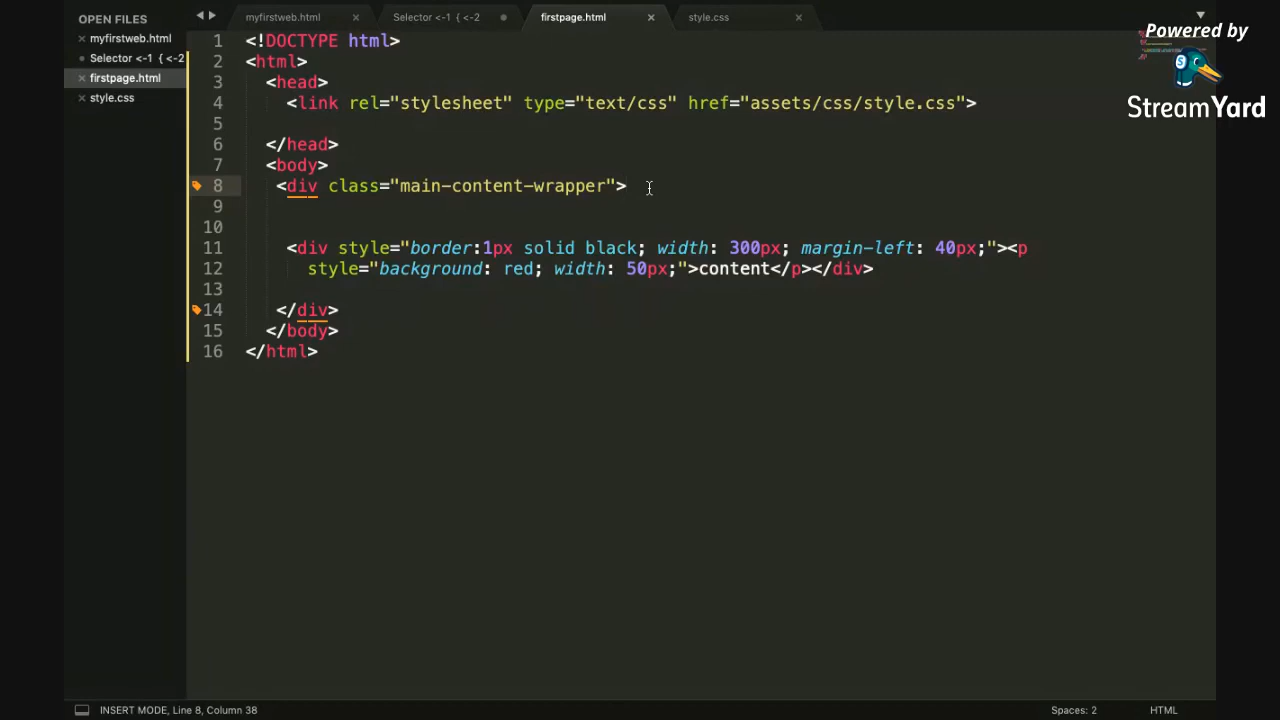 OPEN FILES
myfirstweb.html
Selector <-1 { <-2
firstpage.html
style.css
myfirstweb.html
Selector <-1 { <-2
firstpage.html
style.css
Powered by
StreamYard
1 <!DOCTYPE html>
2 <html>
3 <head>
4 <link rel="stylesheet" type="text/css" href="assets/css/style.css">
5
6 </head>
7 <body>
8 <div class="main-content-wrapper">
9
10
11 <div style="border:1px solid black; width: 300px; margin-left: 40px;"><p
12 style="background: red; width: 50px;">content</p></div>
13
14 </div>
15 </body>
16 </html>
INSERT MODE, Line 8, Column 38
Spaces: 2
HTML